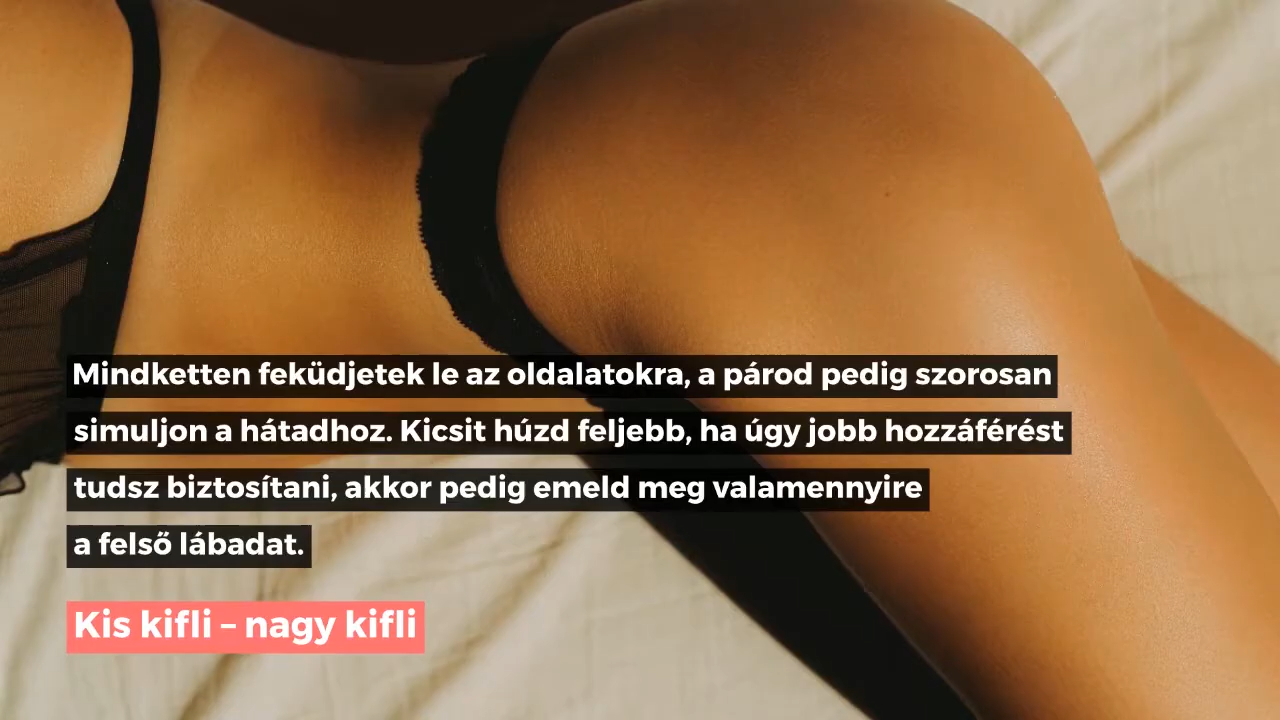 Mindketten feküdjetek le az oldalatokra, a párod pedig szorosan
simuljon a hátadhoz. Kicsit húzd feljebb, ha úgy jobb hozzáférést
tudsz biztosítani, akkor pedig emeld meg valamennyire
a felső lábadat.
Kis kifli – nagy kifli